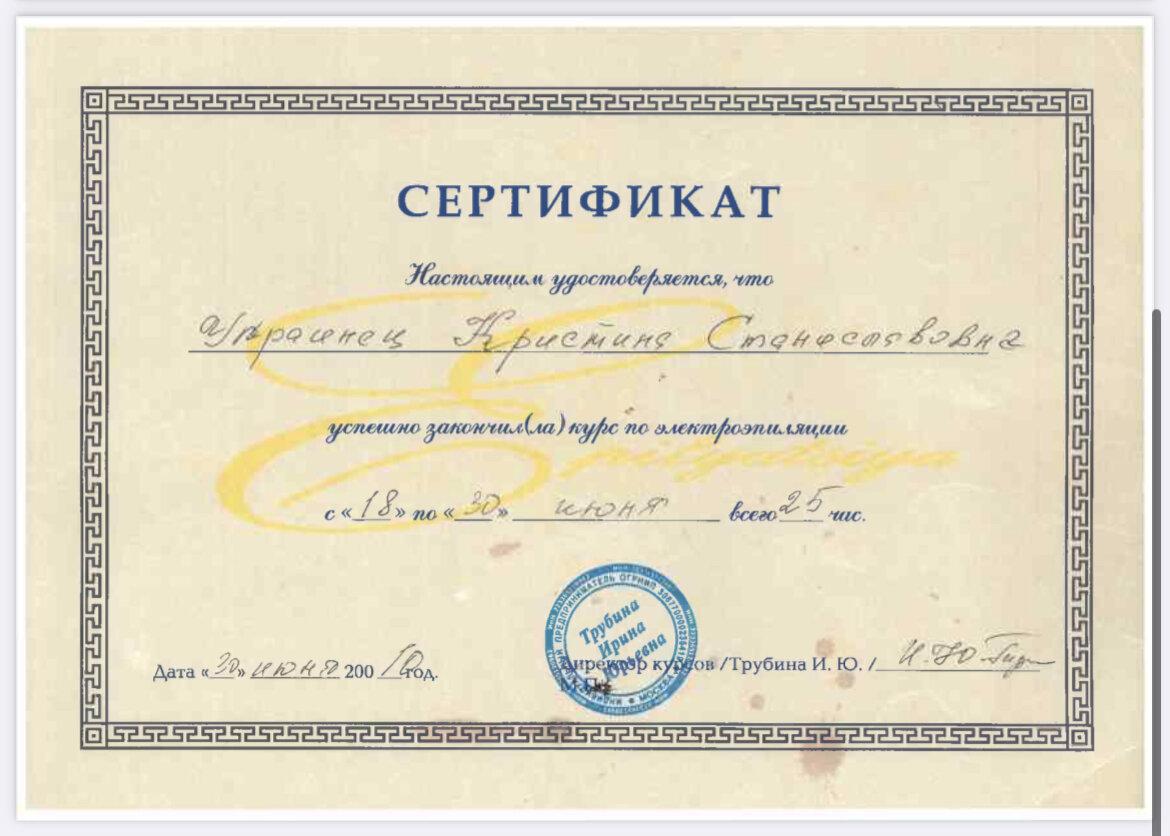 СЕРТИФИКАТ
Настоящим удостоверяется, что
Украинец Кристина Станиславовна
успешно закончил(ла) курс по электроэпиляции
с «18» по «30» июня всего 25 час.
Трубина
Ирина
Юрьевна
Дата «30» июня 200 10 год.
Директор курсов /Трубина И. Ю. /